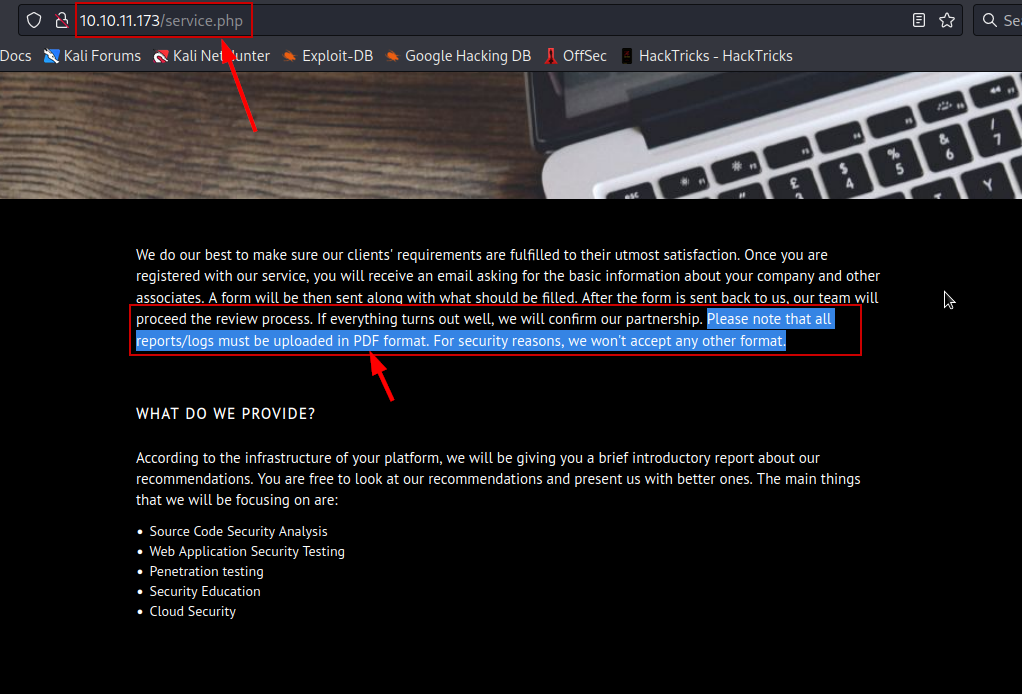 10.10.11.173/service.php
Se
Docs Kali Forums Kali NetHunter Exploit-DB Google Hacking DB OffSec HackTricks - HackTricks
We do our best to make sure our clients' requirements are fulfilled to their utmost satisfaction. Once you are
registered with our service, you will receive an email asking for the basic information about your company and other
associates. A form will be then sent along with what should be filled. After the form is sent back to us, our team will
proceed the review process. If everything turns out well, we will confirm our partnership. Please note that all
reports/logs must be uploaded in PDF format. For security reasons, we won't accept any other format.
WHAT DO WE PROVIDE?
According to the infrastructure of your platform, we will be giving you a brief introductory report about our
recommendations. You are free to look at our recommendations and present us with better ones. The main things
that we will be focusing on are:
• Source Code Security Analysis
• Web Application Security Testing
• Penetration testing
• Security Education
• Cloud Security